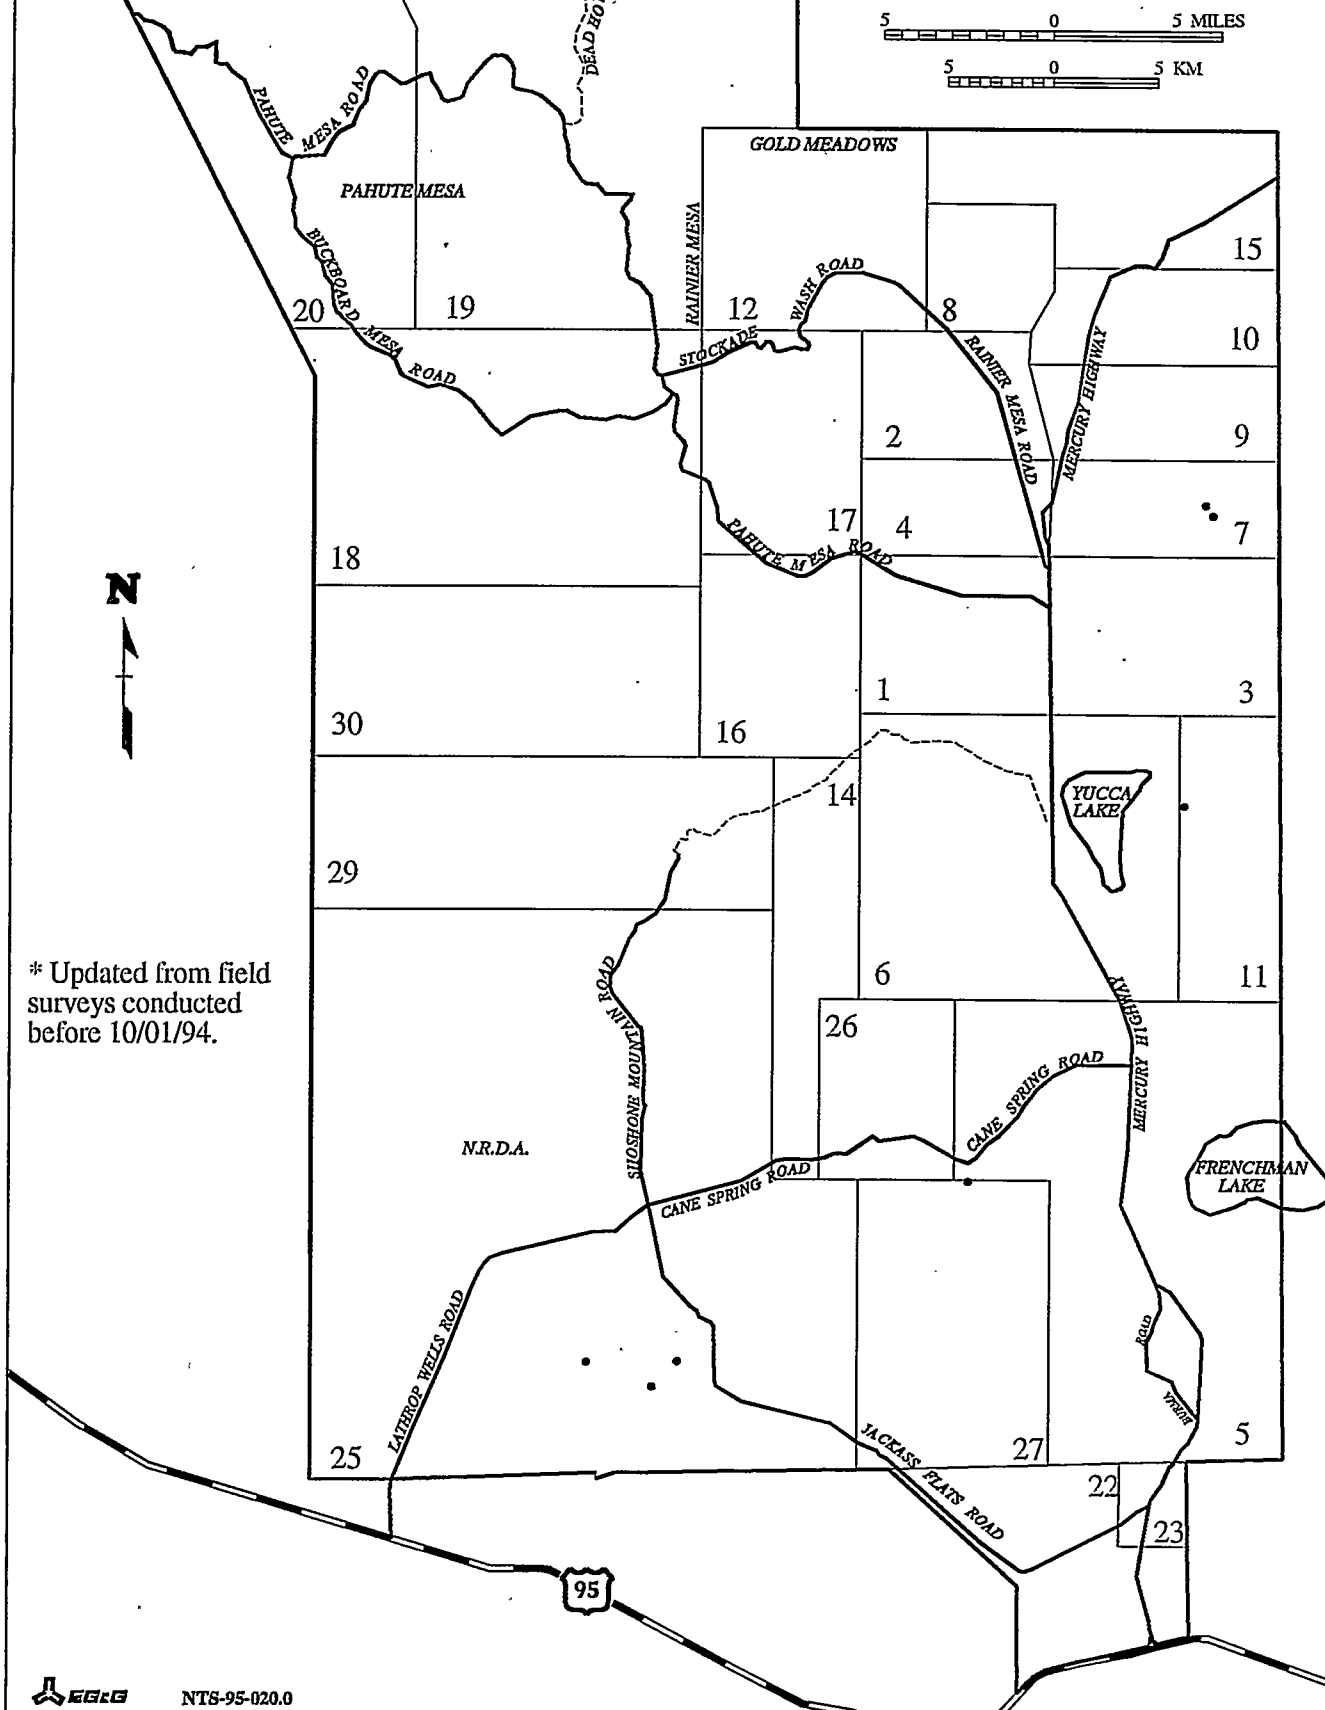 5 0 5 MILES
5 0 5 KM
DEAD HO
PAHUTE MESA ROAD
GOLD MEADOWS
PAHUTE MESA
RAINIER MESA
BUCKBOARD MESA ROAD
15
20
19
12
STOCKADE WASH ROAD
8
RAINIER MESA ROAD
MERCURY HIGHWAY
10
2
9
17
4
7
PAHUTE MESA ROAD
18
N
30
16
1
3
14
YUCCA
LAKE
29
6
11
* Updated from field
surveys conducted
before 10/01/94.
SHOSHONE MOUNTAIN ROAD
26
MERCURY HIGHWAY
CANE SPRING ROAD
N.R.D.A.
CANE SPRING ROAD
FRENCHMAN
LAKE
LATHROP WELLS ROAD
ROAD
BURMA
25
JACKASS FLATS ROAD
27
5
22
23
95
EG&G
NTS-95-020.0